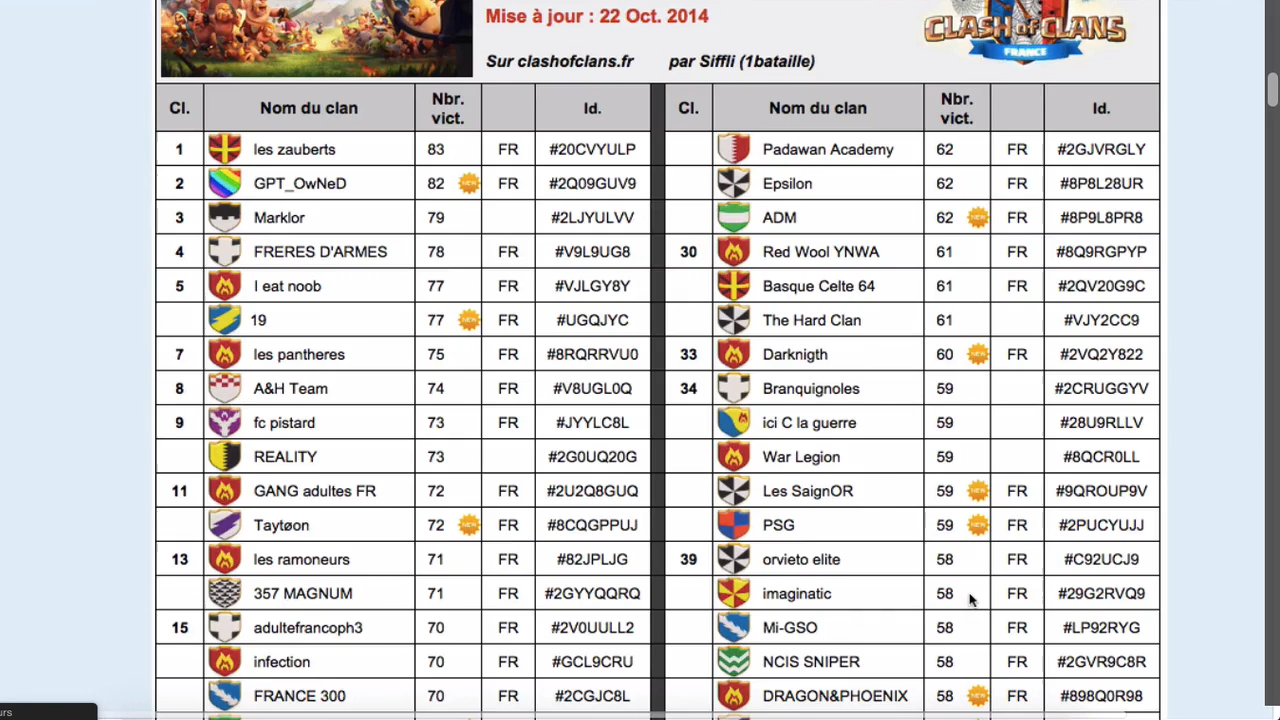 Mise à jour : 22 Oct. 2014
CLASH OF CLANS
FRANCE
Sur clashofclans.fr par Siffli (1bataille)
Cl. Nom du clan Nbr. vict. Id. Cl. Nom du clan Nbr. vict. Id.
1 les zauberts 83 FR #20CVYULP Padawan Academy 62 FR #2GJVRGLY
2 GPT_OwNeD 82 NEW FR #2Q09GUV9 Epsilon 62 FR #8P8L28UR
3 Marklor 79 #2LJYULVV ADM 62 NEW FR #8P9L8PR8
4 FRERES D'ARMES 78 FR #V9L9UG8 30 Red Wool YNWA 61 FR #8Q9RGPYP
5 I eat noob 77 FR #VJLGY8Y Basque Celte 64 61 FR #2QV20G9C
19 77 NEW FR #UGQJYC The Hard Clan 61 #VJY2CC9
7 les pantheres 75 FR #8RQRRVU0 33 Darknigth 60 NEW FR #2VQ2Y822
8 A&H Team 74 FR #V8UGL0Q 34 Branquignoles 59 #2CRUGGYV
9 fc pistard 73 FR #JYYLC8L ici C la guerre 59 #28U9RLLV
REALITY 73 #2G0UQ20G War Legion 59 #8QCR0LL
11 GANG adultes FR 72 FR #2U2Q8GUQ Les SaignOR 59 NEW FR #9QROUP9V
Taytøon 72 NEW FR #8CQGPPUJ PSG 59 NEW FR #2PUCYUJJ
13 les ramoneurs 71 FR #82JPLJG 39 orvieto elite 58 FR #C92UCJ9
357 MAGNUM 71 FR #2GYYQQRQ imaginatic 58 FR #29G2RVQ9
15 adultefrancoph3 70 FR #2V0UULL2 Mi-GSO 58 FR #LP92RYG
infection 70 FR #GCL9CRU NCIS SNIPER 58 FR #2GVR9C8R
FRANCE 300 70 FR #2CGJC8L DRAGON&PHOENIX 58 NEW FR #898Q0R98
urs